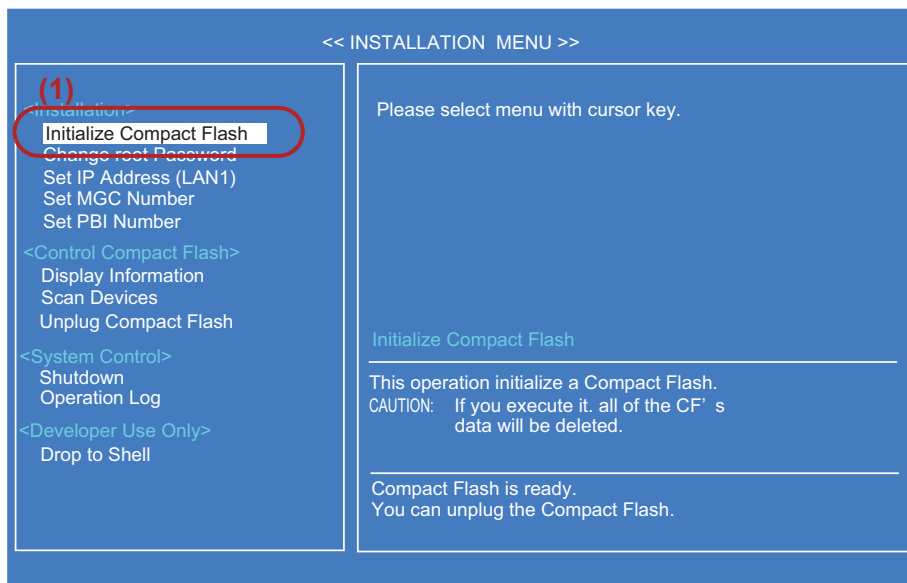 << INSTALLATION MENU >>
(1)
<Installation>
Initialize Compact Flash
Change root Password
Set IP Address (LAN1)
Set MGC Number
Set PBI Number
<Control Compact Flash>
Display Information
Scan Devices
Unplug Compact Flash
<System Control>
Shutdown
Operation Log
<Developer Use Only>
Drop to Shell
Please select menu with cursor key.
Initialize Compact Flash
This operation initialize a Compact Flash.
CAUTION: If you execute it. all of the CF’ s
data will be deleted.
Compact Flash is ready.
You can unplug the Compact Flash.